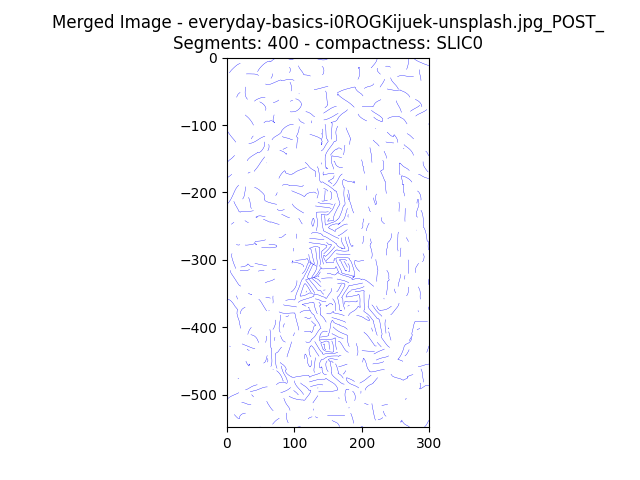 Merged Image - everyday-basics-i0ROGKijuek-unsplash.jpg_POST_
Segments: 400 - compactness: SLIC0
0
−100
−200
−300
−400
−500
0 100 200 300